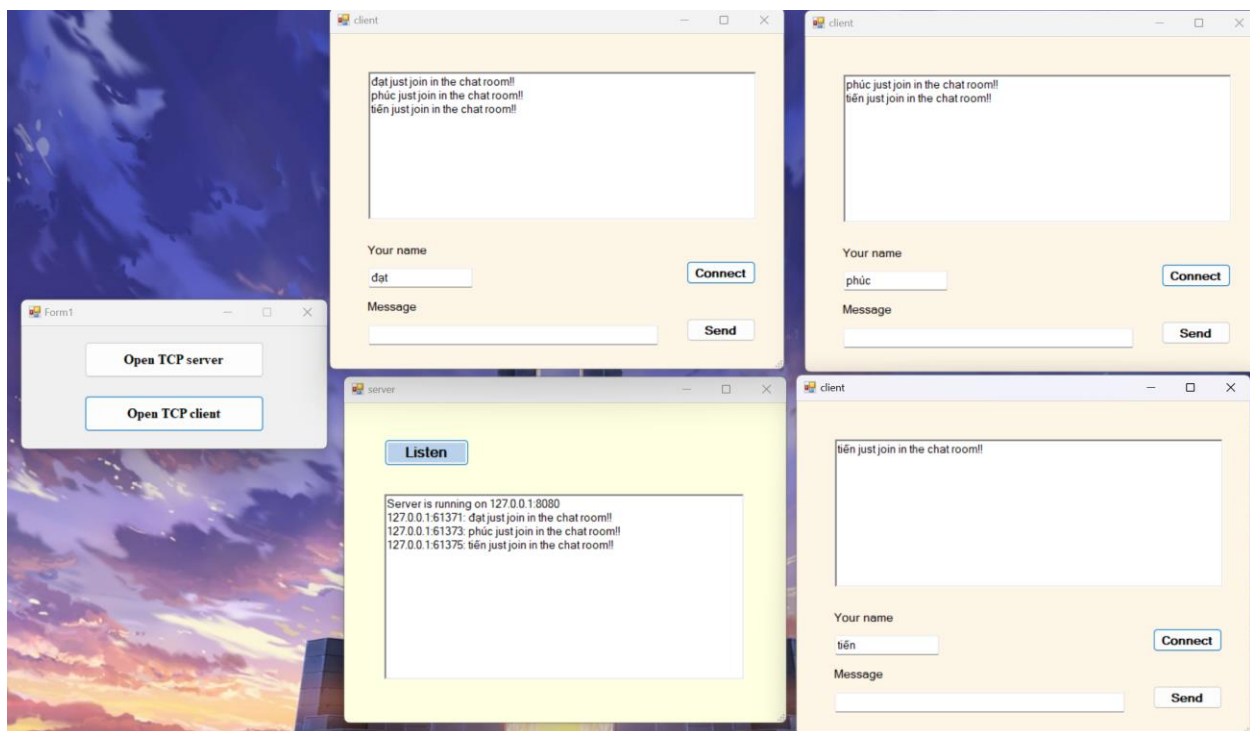 client
đạt just join in the chat room!!
phúc just join in the chat room!!
tiến just join in the chat room!!
Your name
đạt
Connect
Message
Send
client
phúc just join in the chat room!!
tiến just join in the chat room!!
Your name
phúc
Connect
Message
Send
Form1
Open TCP server
Open TCP client
server
Listen
Server is running on 127.0.0.1:8080
127.0.0.1:61371: đạt just join in the chat room!!
127.0.0.1:61373: phúc just join in the chat room!!
127.0.0.1:61375: tiến just join in the chat room!!
client
tiến just join in the chat room!!
Your name
tiến
Connect
Message
Send